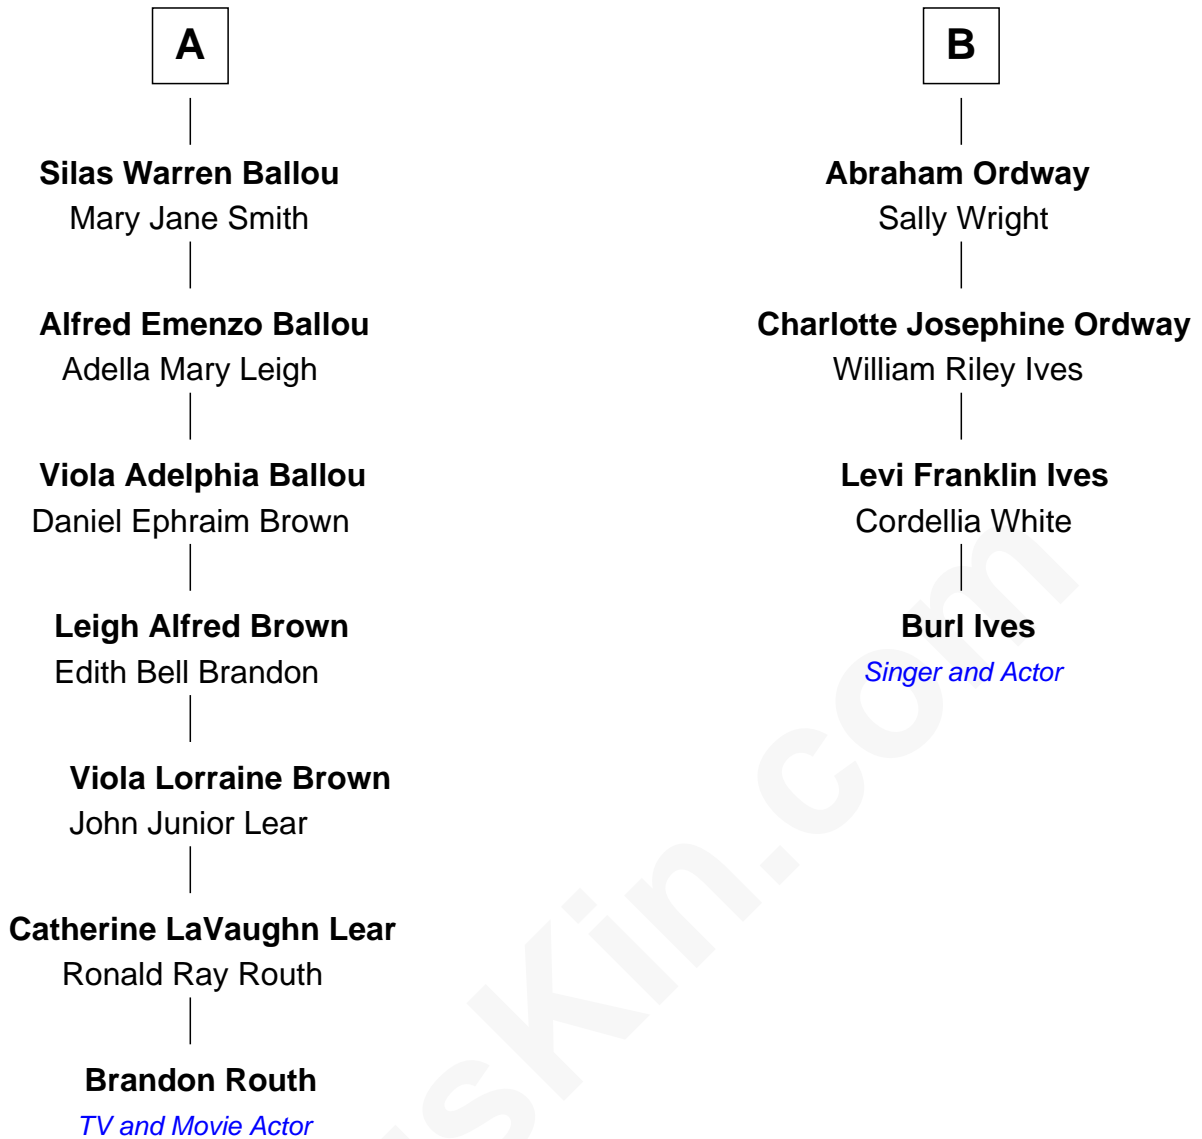 A
Silas Warren Ballou
Mary Jane Smith
Alfred Emenzo Ballou
Adella Mary Leigh
Viola Adelphia Ballou
Daniel Ephraim Brown
Leigh Alfred Brown
Edith Bell Brandon
Viola Lorraine Brown
John Junior Lear
Catherine LaVaughn Lear
Ronald Ray Routh
Brandon Routh
TV and Movie Actor
B
Abraham Ordway
Sally Wright
Charlotte Josephine Ordway
William Riley Ives
Levi Franklin Ives
Cordellia White
Burl Ives
Singer and Actor
sKin.com